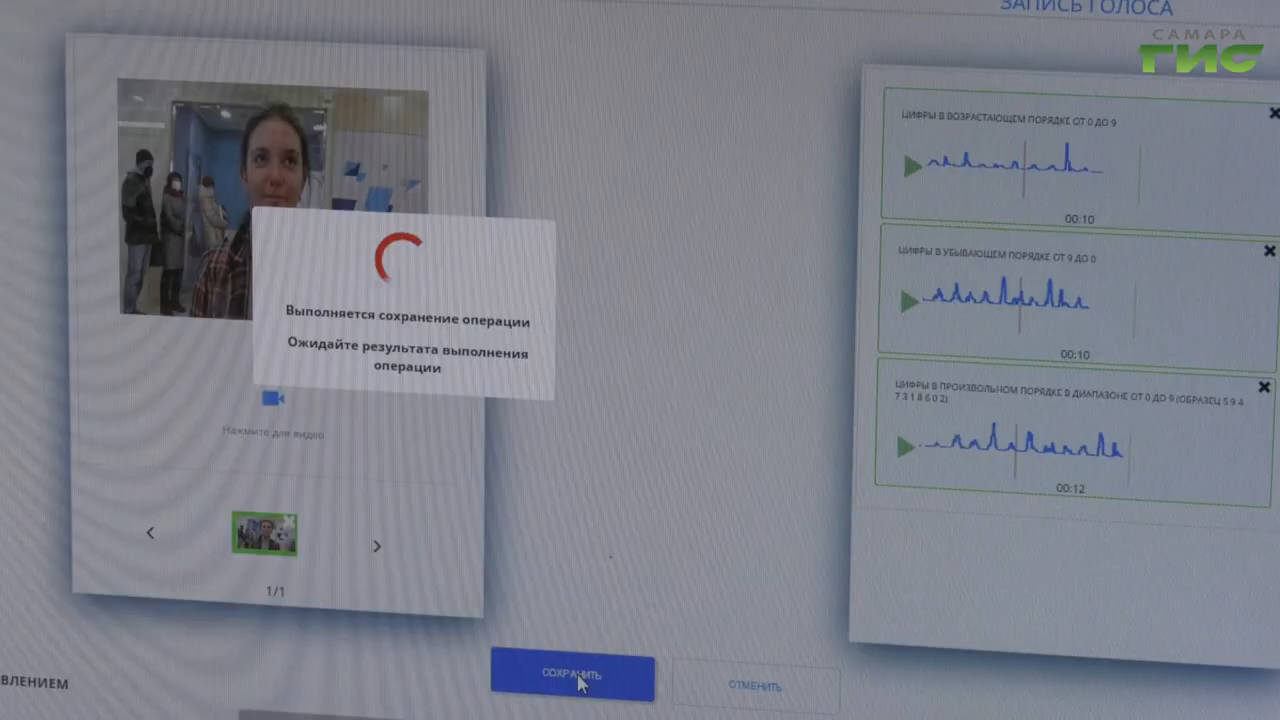 ЗАПИСЬ ГОЛОСА
САМАРА
ГИС
ЦИФРЫ В ВОЗРАСТАЮЩЕМ ПОРЯДКЕ ОТ 0 ДО 9
00:10
ЦИФРЫ В УБЫВАЮЩЕМ ПОРЯДКЕ ОТ 9 ДО 0
00:10
ЦИФРЫ В ПРОИЗВОЛЬНОМ ПОРЯДКЕ В ДИАПАЗОНЕ ОТ 0 ДО 9 (ОБРАЗЕЦ 5 9 4
7 3 1 8 6 0 2)
00:12
Выполняется сохранение операции
Ожидайте результата выполнения
операции
Нажмите для видео
1/1
ВЛЕНИЕМ
СОХРАНИТЬ
ОТМЕНИТЬ